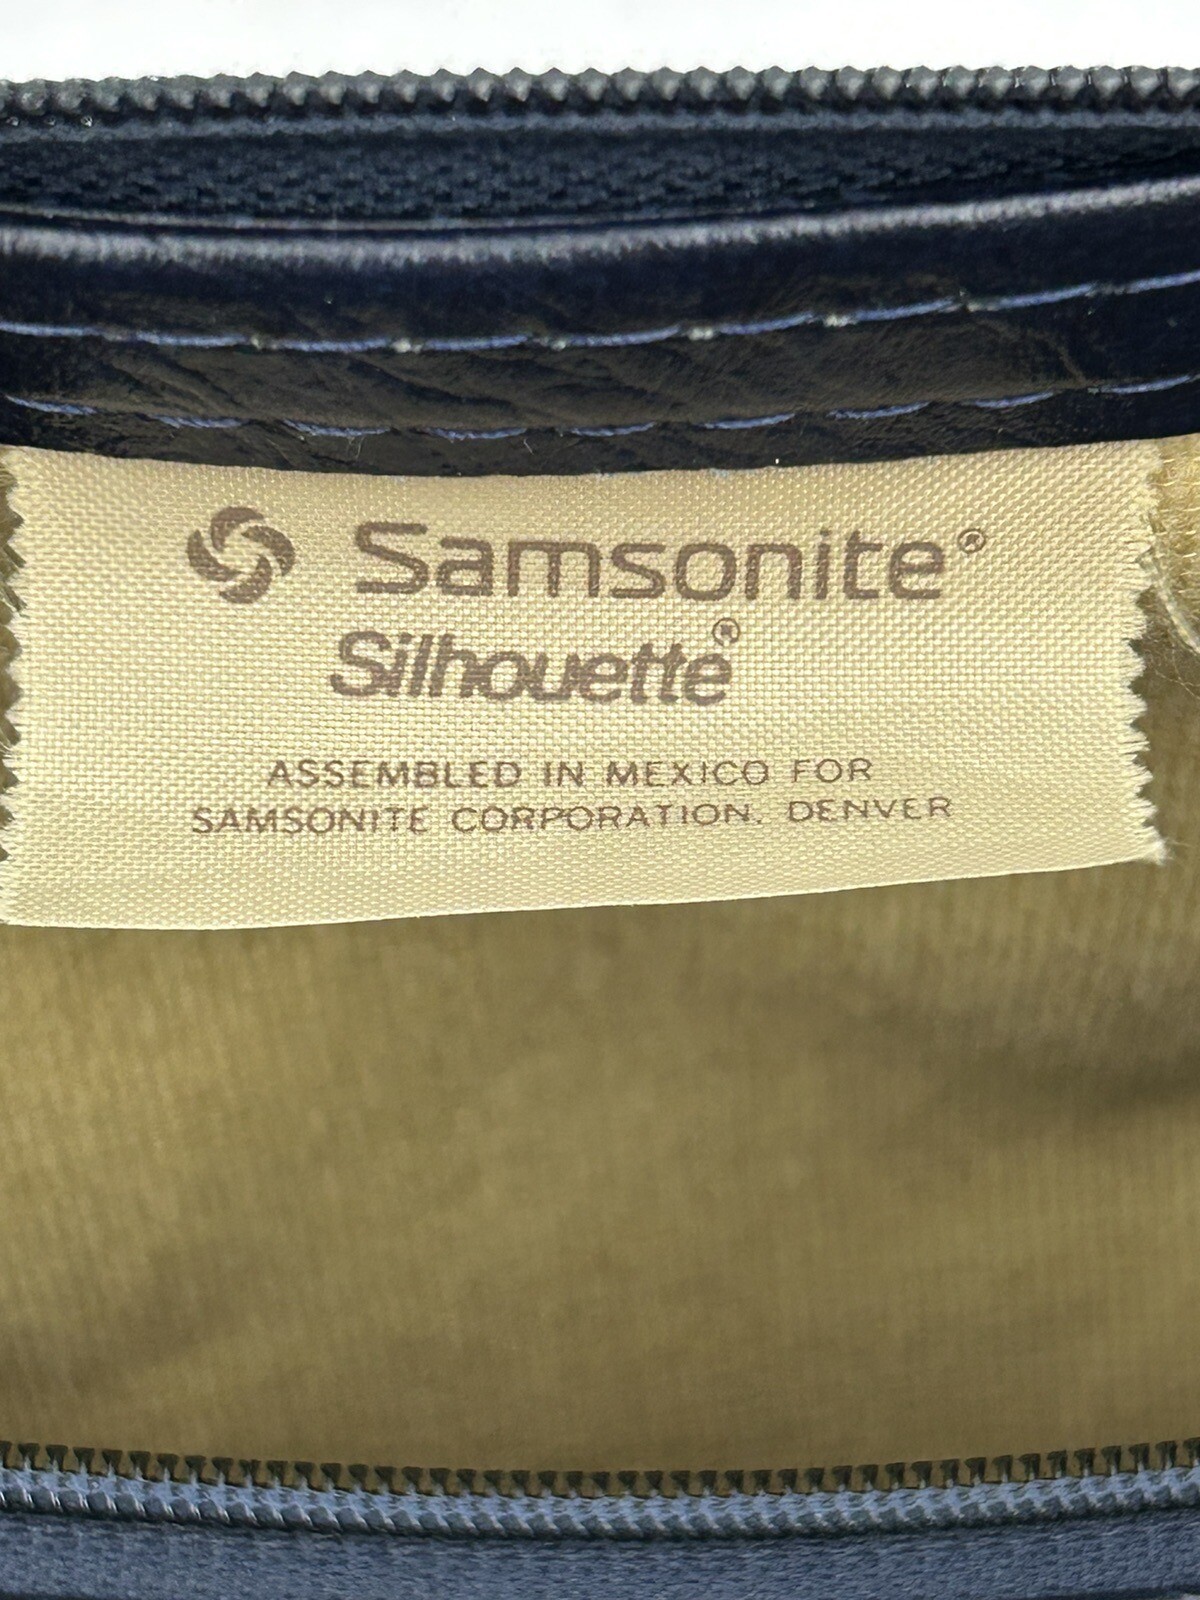 Samsonite®
Silhouette®
ASSEMBLED IN MEXICO FOR
SAMSONITE CORPORATION, DENVER